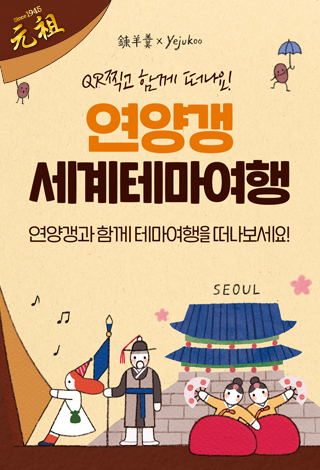 Since 1945
元祖
鍊羊羹 x Yejukoo
QR찍고 함께 떠나요!
연양갱
세계테마여행
연양갱과 함께 테마여행을 떠나보세요!
SEOUL